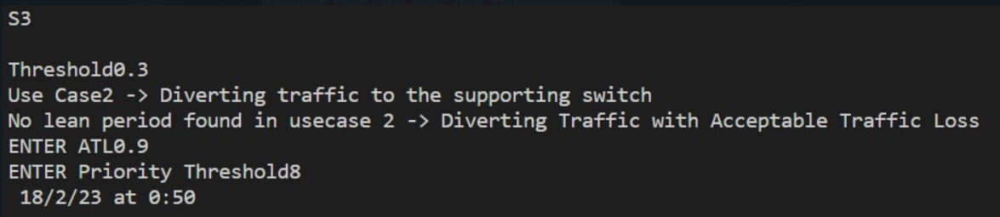 S3
Threshold0.3
Use Case2 -> Diverting traffic to the supporting switch
No lean period found in usecase 2 -> Diverting Traffic with Acceptable Traffic Loss
ENTER ATL0.9
ENTER Priority Threshold8
18/2/23 at 0:50